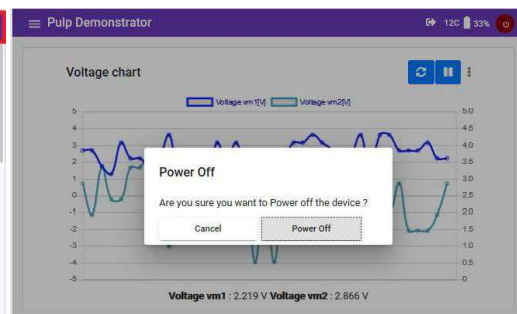 Pulp Demonstrator 12C 33%
Voltage chart
Voltage vm1[V] Voltage vm2[V]
5 5.0
4 4.5
3 4.0
2 3.5
1 3.0
0 2.5
-1 2.0
-2 1.5
-3 1.0
-4 0.5
-5 0
Power Off
Are you sure you want to Power off the device ?
Cancel Power Off
Voltage vm1 : 2.219 V Voltage vm2 : 2.866 V